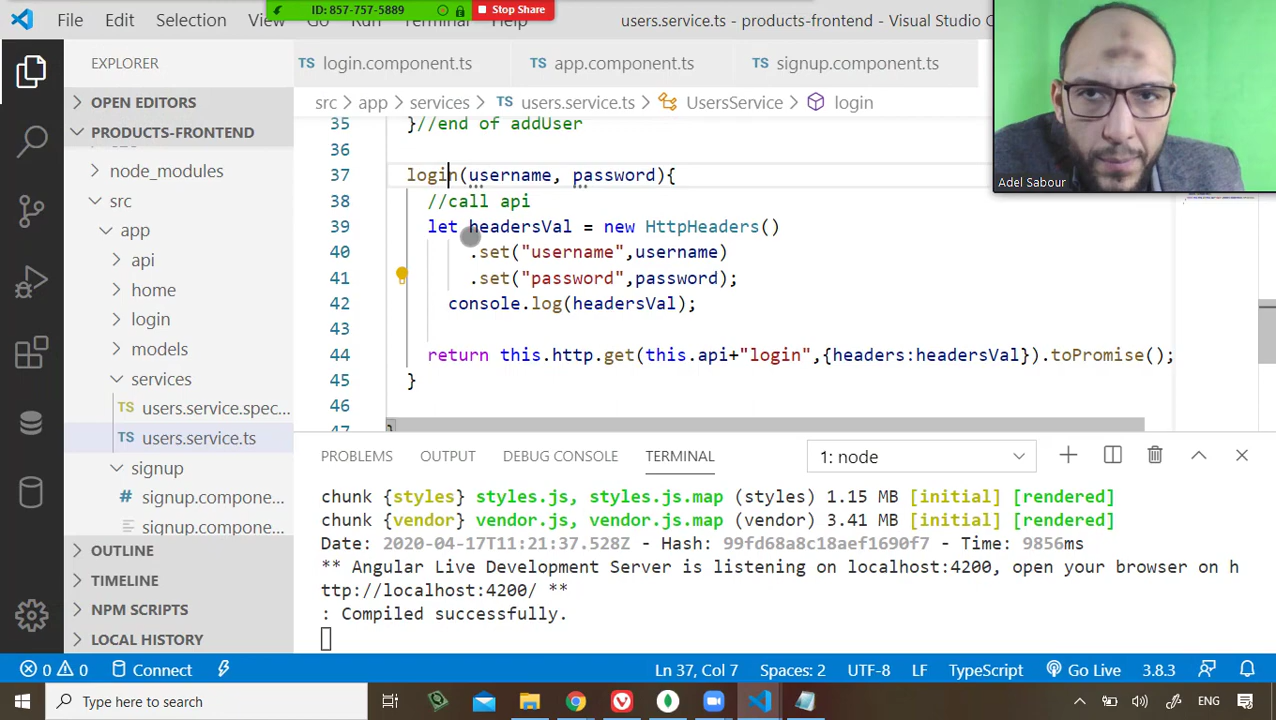 ID: 857-757-5889
Stop Share
File Edit Selection View Go Run Terminal Help
users.service.ts - products-frontend - Visual Studio C
EXPLORER
TS login.component.ts
TS app.component.ts
TS signup.component.ts
OPEN EDITORS
src > app > services > TS users.service.ts > UsersService > login
PRODUCTS-FRONTEND
node_modules
src
app
api
home
login
models
services
TS users.service.spec...
TS users.service.ts
signup
# signup.compone...
signup.compone...
OUTLINE
TIMELINE
NPM SCRIPTS
LOCAL HISTORY
35 }//end of addUser
36
37 login(username, password){
38 //call api
39 let headersVal = new HttpHeaders()
40 .set("username",username)
41 .set("password",password);
42 console.log(headersVal);
43
44 return this.http.get(this.api+"login",{headers:headersVal}).toPromise();
45 }
46
47 }
Adel Sabour
PROBLEMS OUTPUT DEBUG CONSOLE TERMINAL 1: node
chunk {styles} styles.js, styles.js.map (styles) 1.15 MB [initial] [rendered]
chunk {vendor} vendor.js, vendor.js.map (vendor) 3.41 MB [initial] [rendered]
Date: 2020-04-17T11:21:37.528Z - Hash: 99fd68a8c18aef1690f7 - Time: 9856ms
** Angular Live Development Server is listening on localhost:4200, open your browser on h
ttp://localhost:4200/ **
: Compiled successfully.
0 0 Connect
Ln 37, Col 7 Spaces: 2 UTF-8 LF TypeScript Go Live 3.8.3
Type here to search
ENG